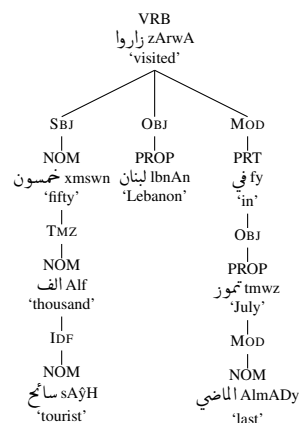 VRB
زاروا zArwA
‘visited’
SBJ OBJ MOD
NOM PROP PRT
خمسون xmswn لبنان lbnAn في fy
‘fifty’ ‘Lebanon’ ‘in’
TMZ OBJ
NOM PROP
الف Alf تموز tmwz
‘thousand’ ‘July’
IDF MOD
NOM NOM
سائح sAŷH الماضي AlmADy
‘tourist’ ‘last’